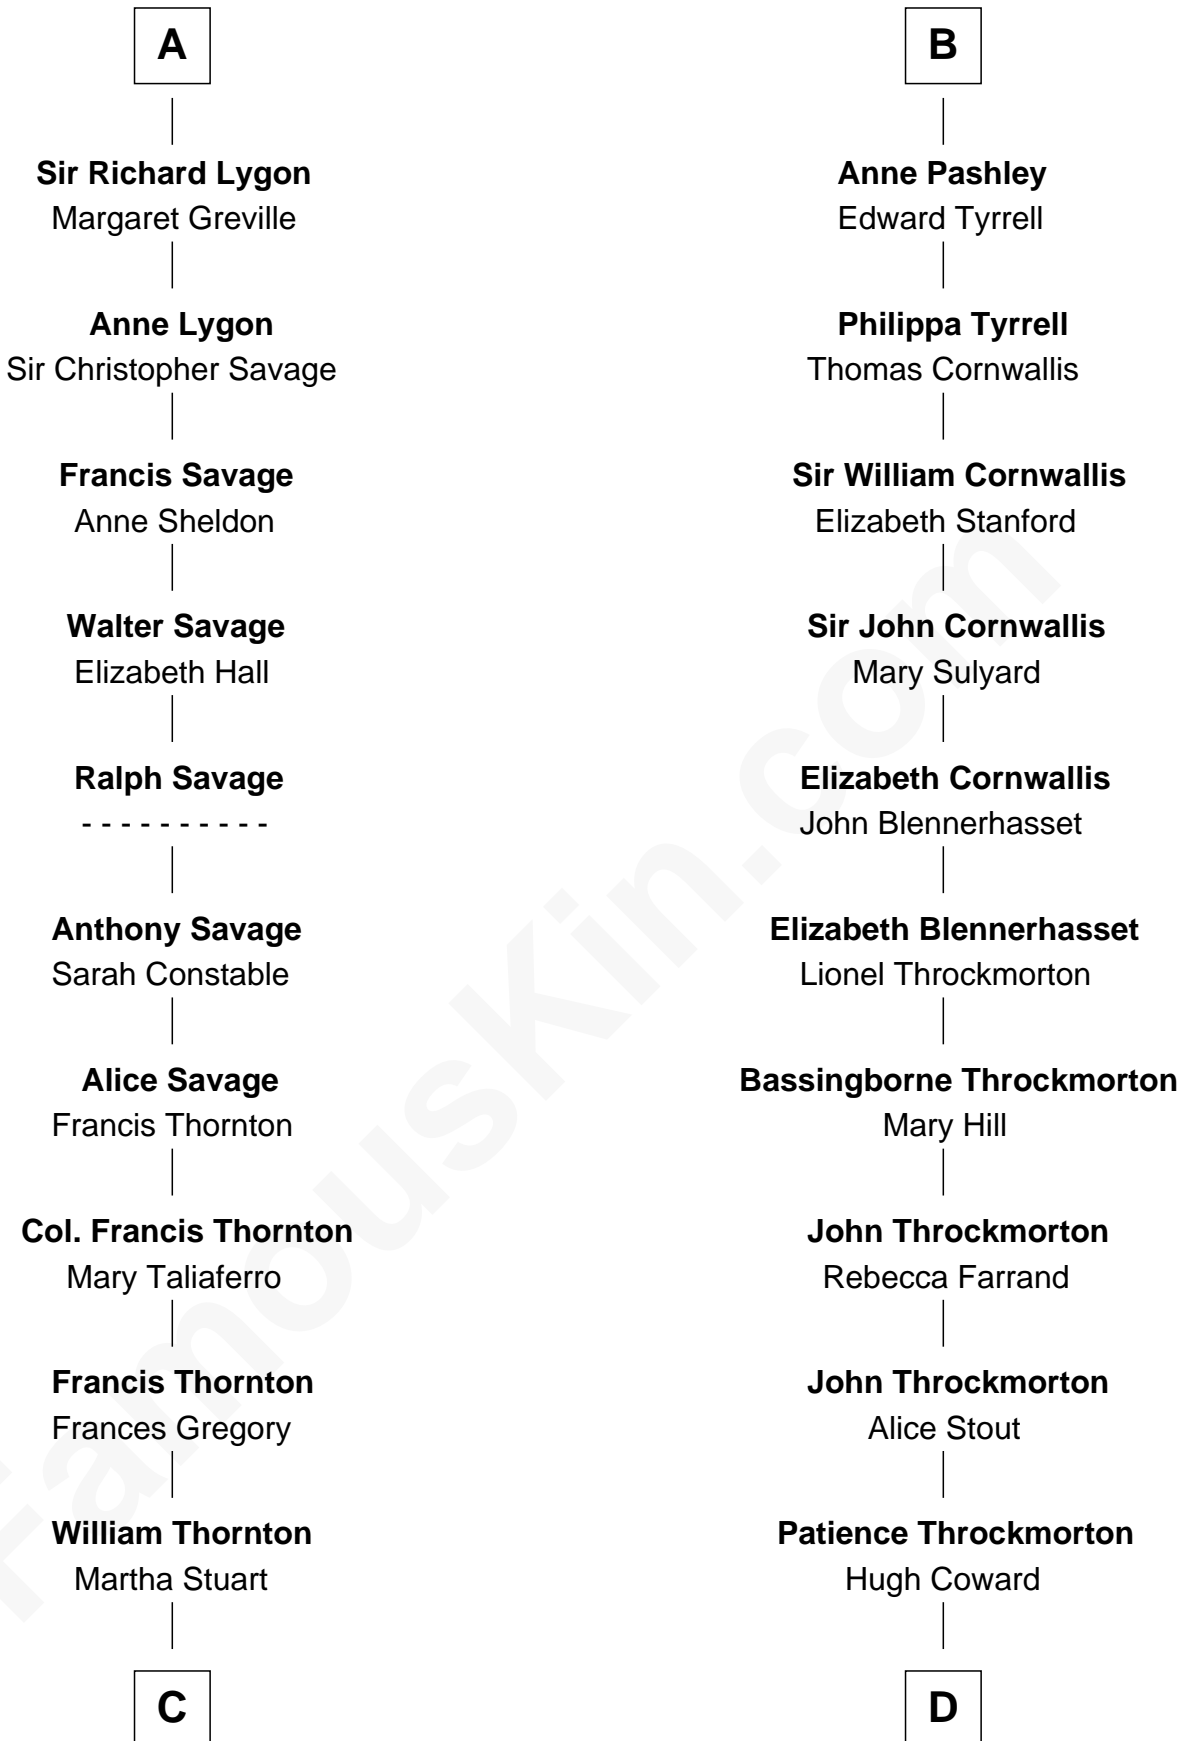 A
Sir Richard Lygon
Margaret Greville
Anne Lygon
Sir Christopher Savage
Francis Savage
Anne Sheldon
Walter Savage
Elizabeth Hall
Ralph Savage
- - - - - - - - - -
Anthony Savage
Sarah Constable
Alice Savage
Francis Thornton
Col. Francis Thornton
Mary Taliaferro
Francis Thornton
Frances Gregory
William Thornton
Martha Stuart
C
B
Anne Pashley
Edward Tyrrell
Philippa Tyrrell
Thomas Cornwallis
Sir William Cornwallis
Elizabeth Stanford
Sir John Cornwallis
Mary Sulyard
Elizabeth Cornwallis
John Blennerhasset
Elizabeth Blennerhasset
Lionel Throckmorton
Bassingborne Throckmorton
Mary Hill
John Throckmorton
Rebecca Farrand
John Throckmorton
Alice Stout
Patience Throckmorton
Hugh Coward
D
FamousKin.com